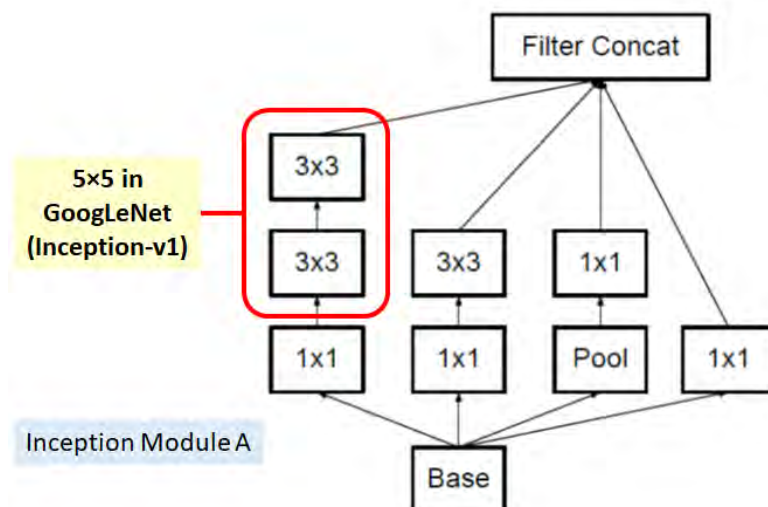 Filter Concat
3x3
5×5 in
GoogLeNet
(Inception-v1)
3x3
3x3
1x1
1x1
1x1
Pool
1x1
Inception Module A
Base